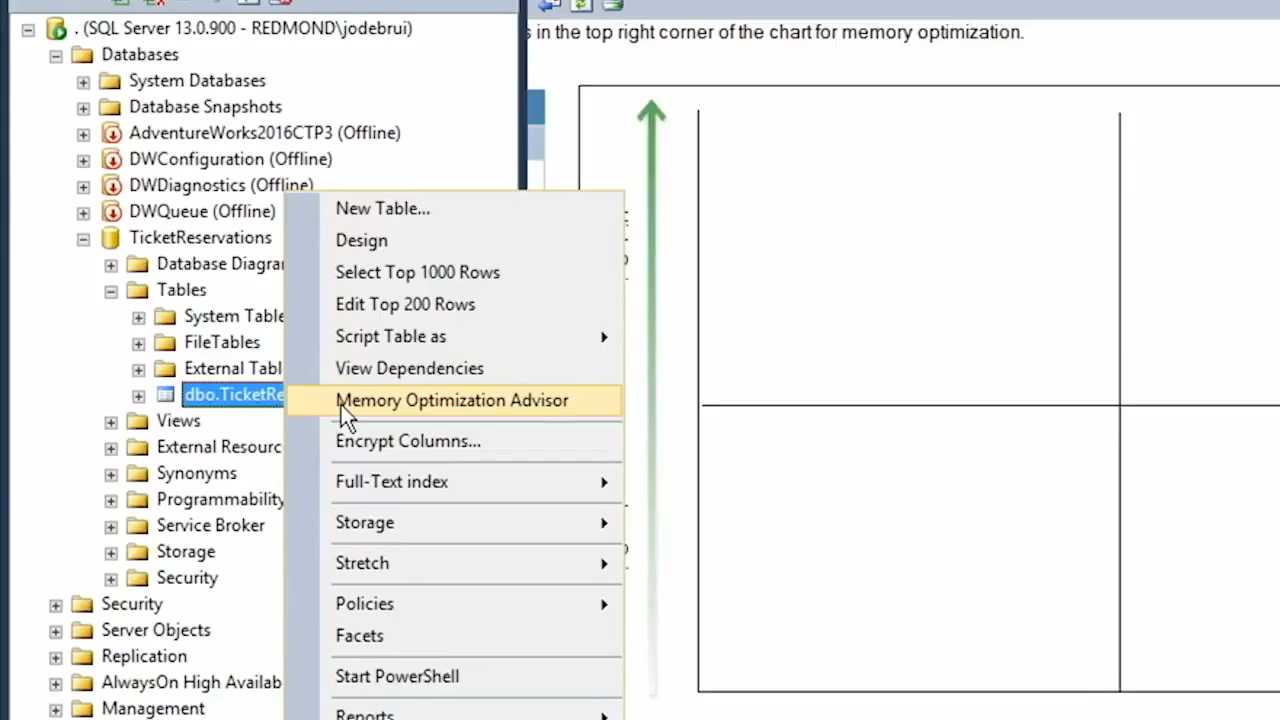 . (SQL Server 13.0.900 - REDMOND\jodebrui)
Databases
System Databases
Database Snapshots
AdventureWorks2016CTP3 (Offline)
DWConfiguration (Offline)
DWDiagnostics (Offline)
DWQueue (Offline)
TicketReservations
Database Diagra
Tables
System Table
FileTables
External Tabl
dbo.TicketRe
Views
External Resourc
Synonyms
Programmability
Service Broker
Storage
Security
Security
Server Objects
Replication
AlwaysOn High Availab
Management
New Table...
Design
Select Top 1000 Rows
Edit Top 200 Rows
Script Table as
View Dependencies
Memory Optimization Advisor
Encrypt Columns...
Full-Text index
Storage
Stretch
Policies
Facets
Start PowerShell
Reports
s in the top right corner of the chart for memory optimization.